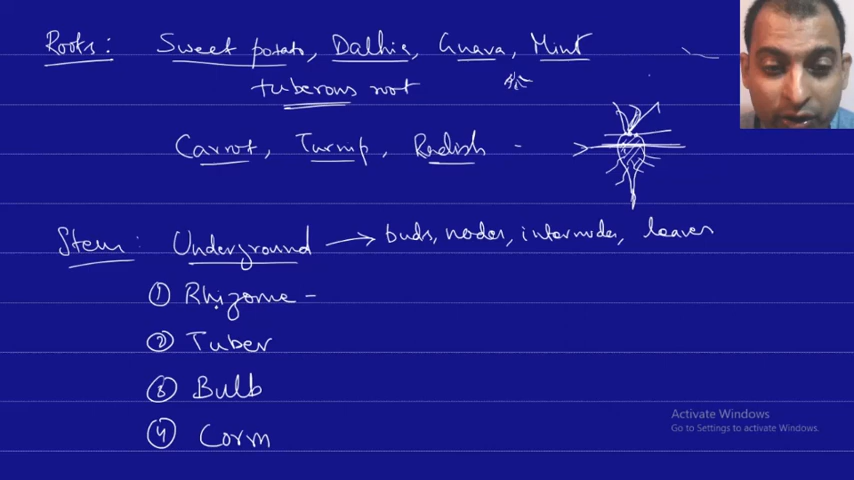 Roots: Sweet potato, Dalhia, Guava, Mint
tuberous root
Carrot, Turnip, Radish -
Stem: Underground → buds, nodes, internodes, leaves
① Rhizome -
② Tuber
③ Bulb
④ Corm
Activate Windows
Go to Settings to activate Windows.